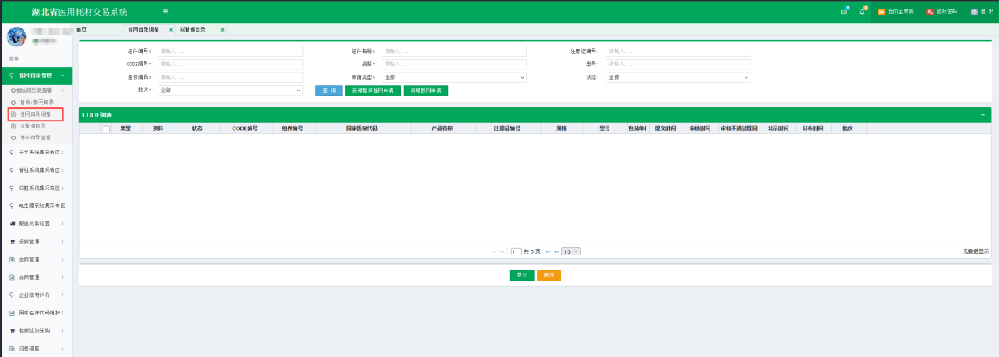 湖北省医用耗材交易系统
返回主界面 修改密码 退 出
首页 挂网目录调整 × 拟暂停目录 ×
菜单
挂网目录管理
省挂网目录查看
暂停/撤网目录
挂网目录调整
拟暂停目录
地市目录查看
关节系统集采专区
脊柱系统集采专区
口腔系统集采专区
电生理系统集采专区
配送关系设置
采购管理
合同管理
合同管理
企业信用评价
国家医保代码维护
检测试剂采购
问卷调查
组件编号: 请输入... 组件名称: 请输入... 注册证编号: 请输入...
CODE编号: 请输入... 规格: 请输入... 型号: 请输入...
医保编码: 请输入... 申请类型: 全部 状态: 全部
批次: 全部 查 询 新增暂停挂网申请 新增撤网申请
CODE列表
类型 资料 状态 CODE编号 组件编号 国家医保代码 产品名称 注册证编号 规格 型号 包装单( 提交时间 审核时间 审核不通过原因 公示时间 公布时间 批次
1 共 0 页 10 无数据显示
提交 删除